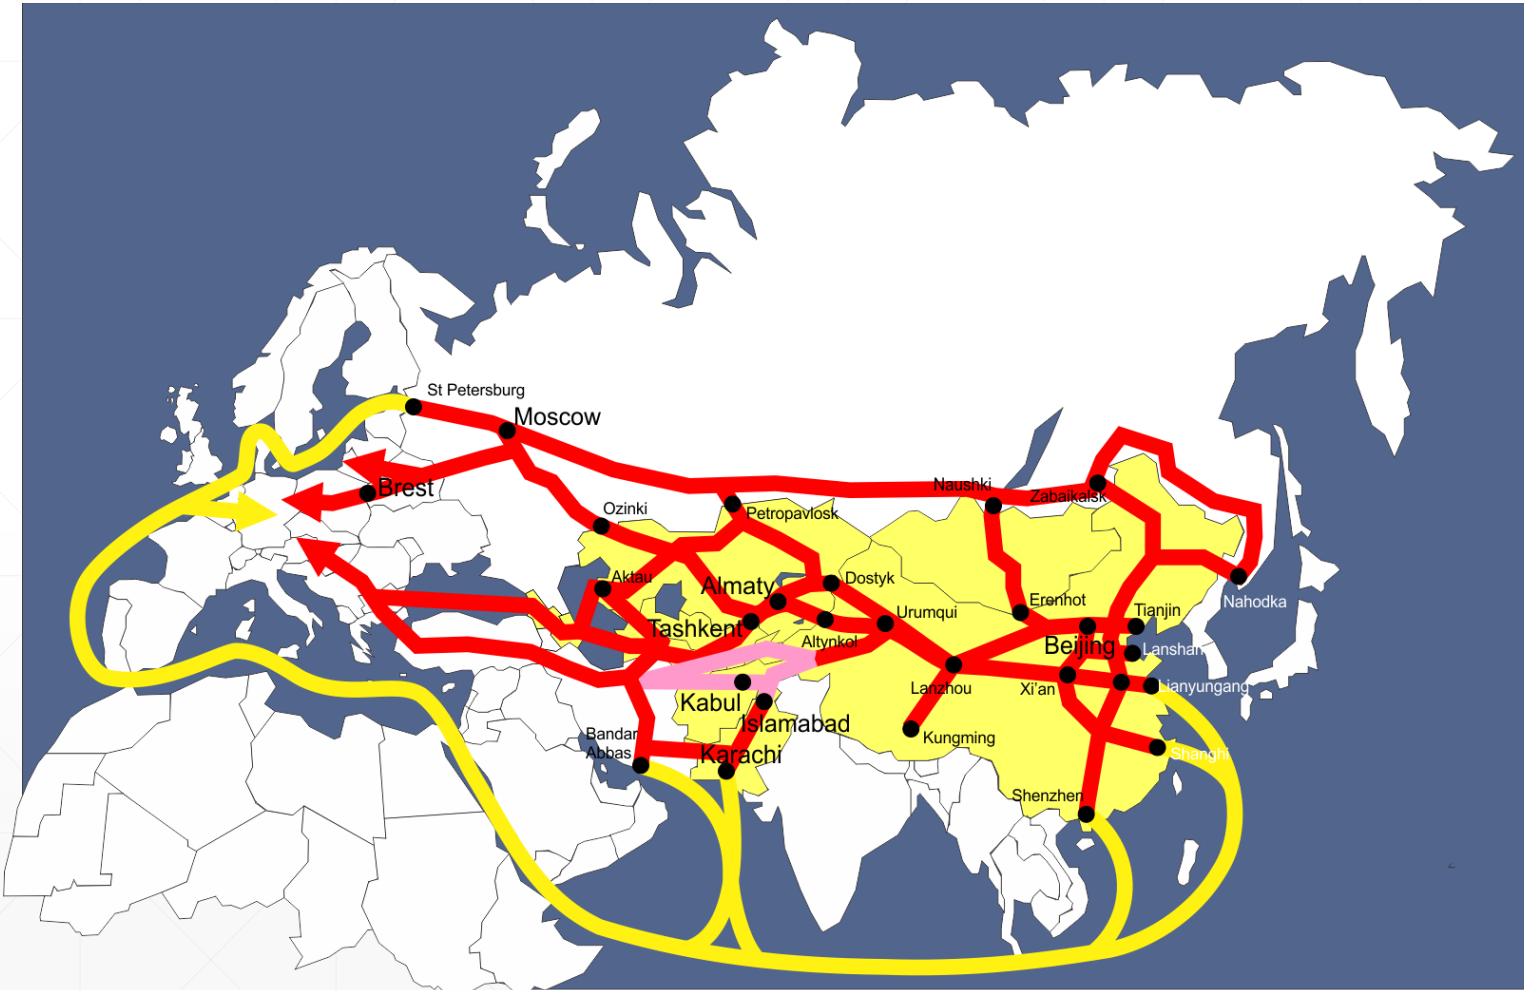 St Petersburg
Moscow
Brest
Naushki
Zabaikalsk
Ozinki
Petropavlosk
Aktau
Almaty
Dostyk
Erenhot
Tianjin
Nahodka
Urumqui
Tashkent
Altynkol
Beijing
Lanshan
Lanzhou
Xi'an
Lianyungang
Kabul
Islamabad
Kungming
Bandar
Abbas
Karachi
Shanghi
Shenzhen